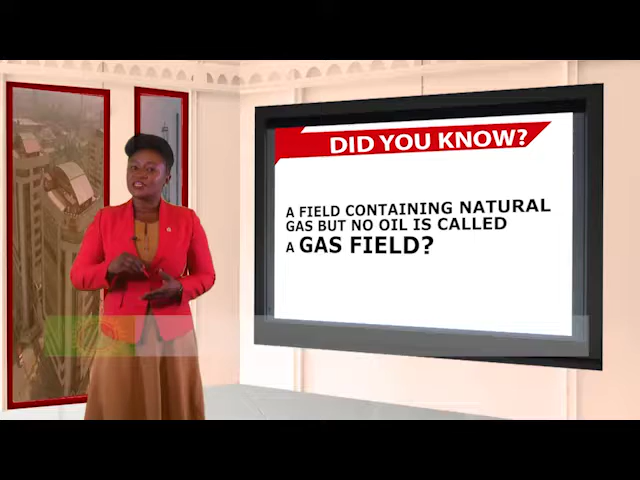 DID YOU KNOW?
A FIELD CONTAINING NATURAL
GAS BUT NO OIL IS CALLED
A GAS FIELD?